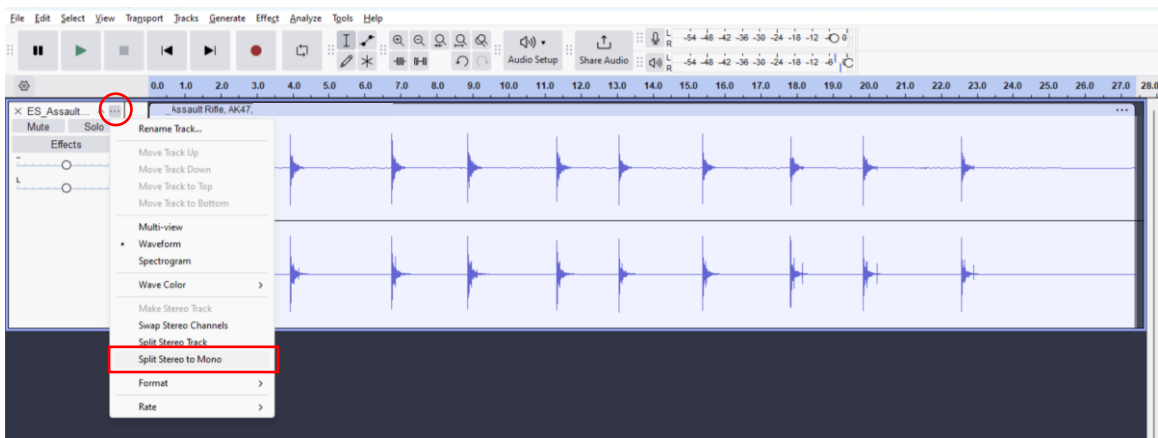 File Edit Select View Transport Tracks Generate Effect Analyze Tools Help
L R -54 -48 -42 -36 -30 -24 -18 -12
Audio Setup Share Audio
L R -54 -48 -42 -36 -30 -24 -18 -12 -6
0.0 1.0 2.0 3.0 4.0 5.0 6.0 7.0 8.0 9.0 10.0 11.0 12.0 13.0 14.0 15.0 16.0 17.0 18.0 19.0 20.0 21.0 22.0 23.0 24.0 25.0 26.0 27.0 28.0
ES_Assault... _Assault Rifle, AK47,
Mute Solo
Effects
L
Rename Track...
Move Track Up
Move Track Down
Move Track to Top
Move Track to Bottom
Multi-view
Waveform
Spectrogram
Wave Color
Make Stereo Track
Swap Stereo Channels
Split Stereo Track
Split Stereo to Mono
Format
Rate